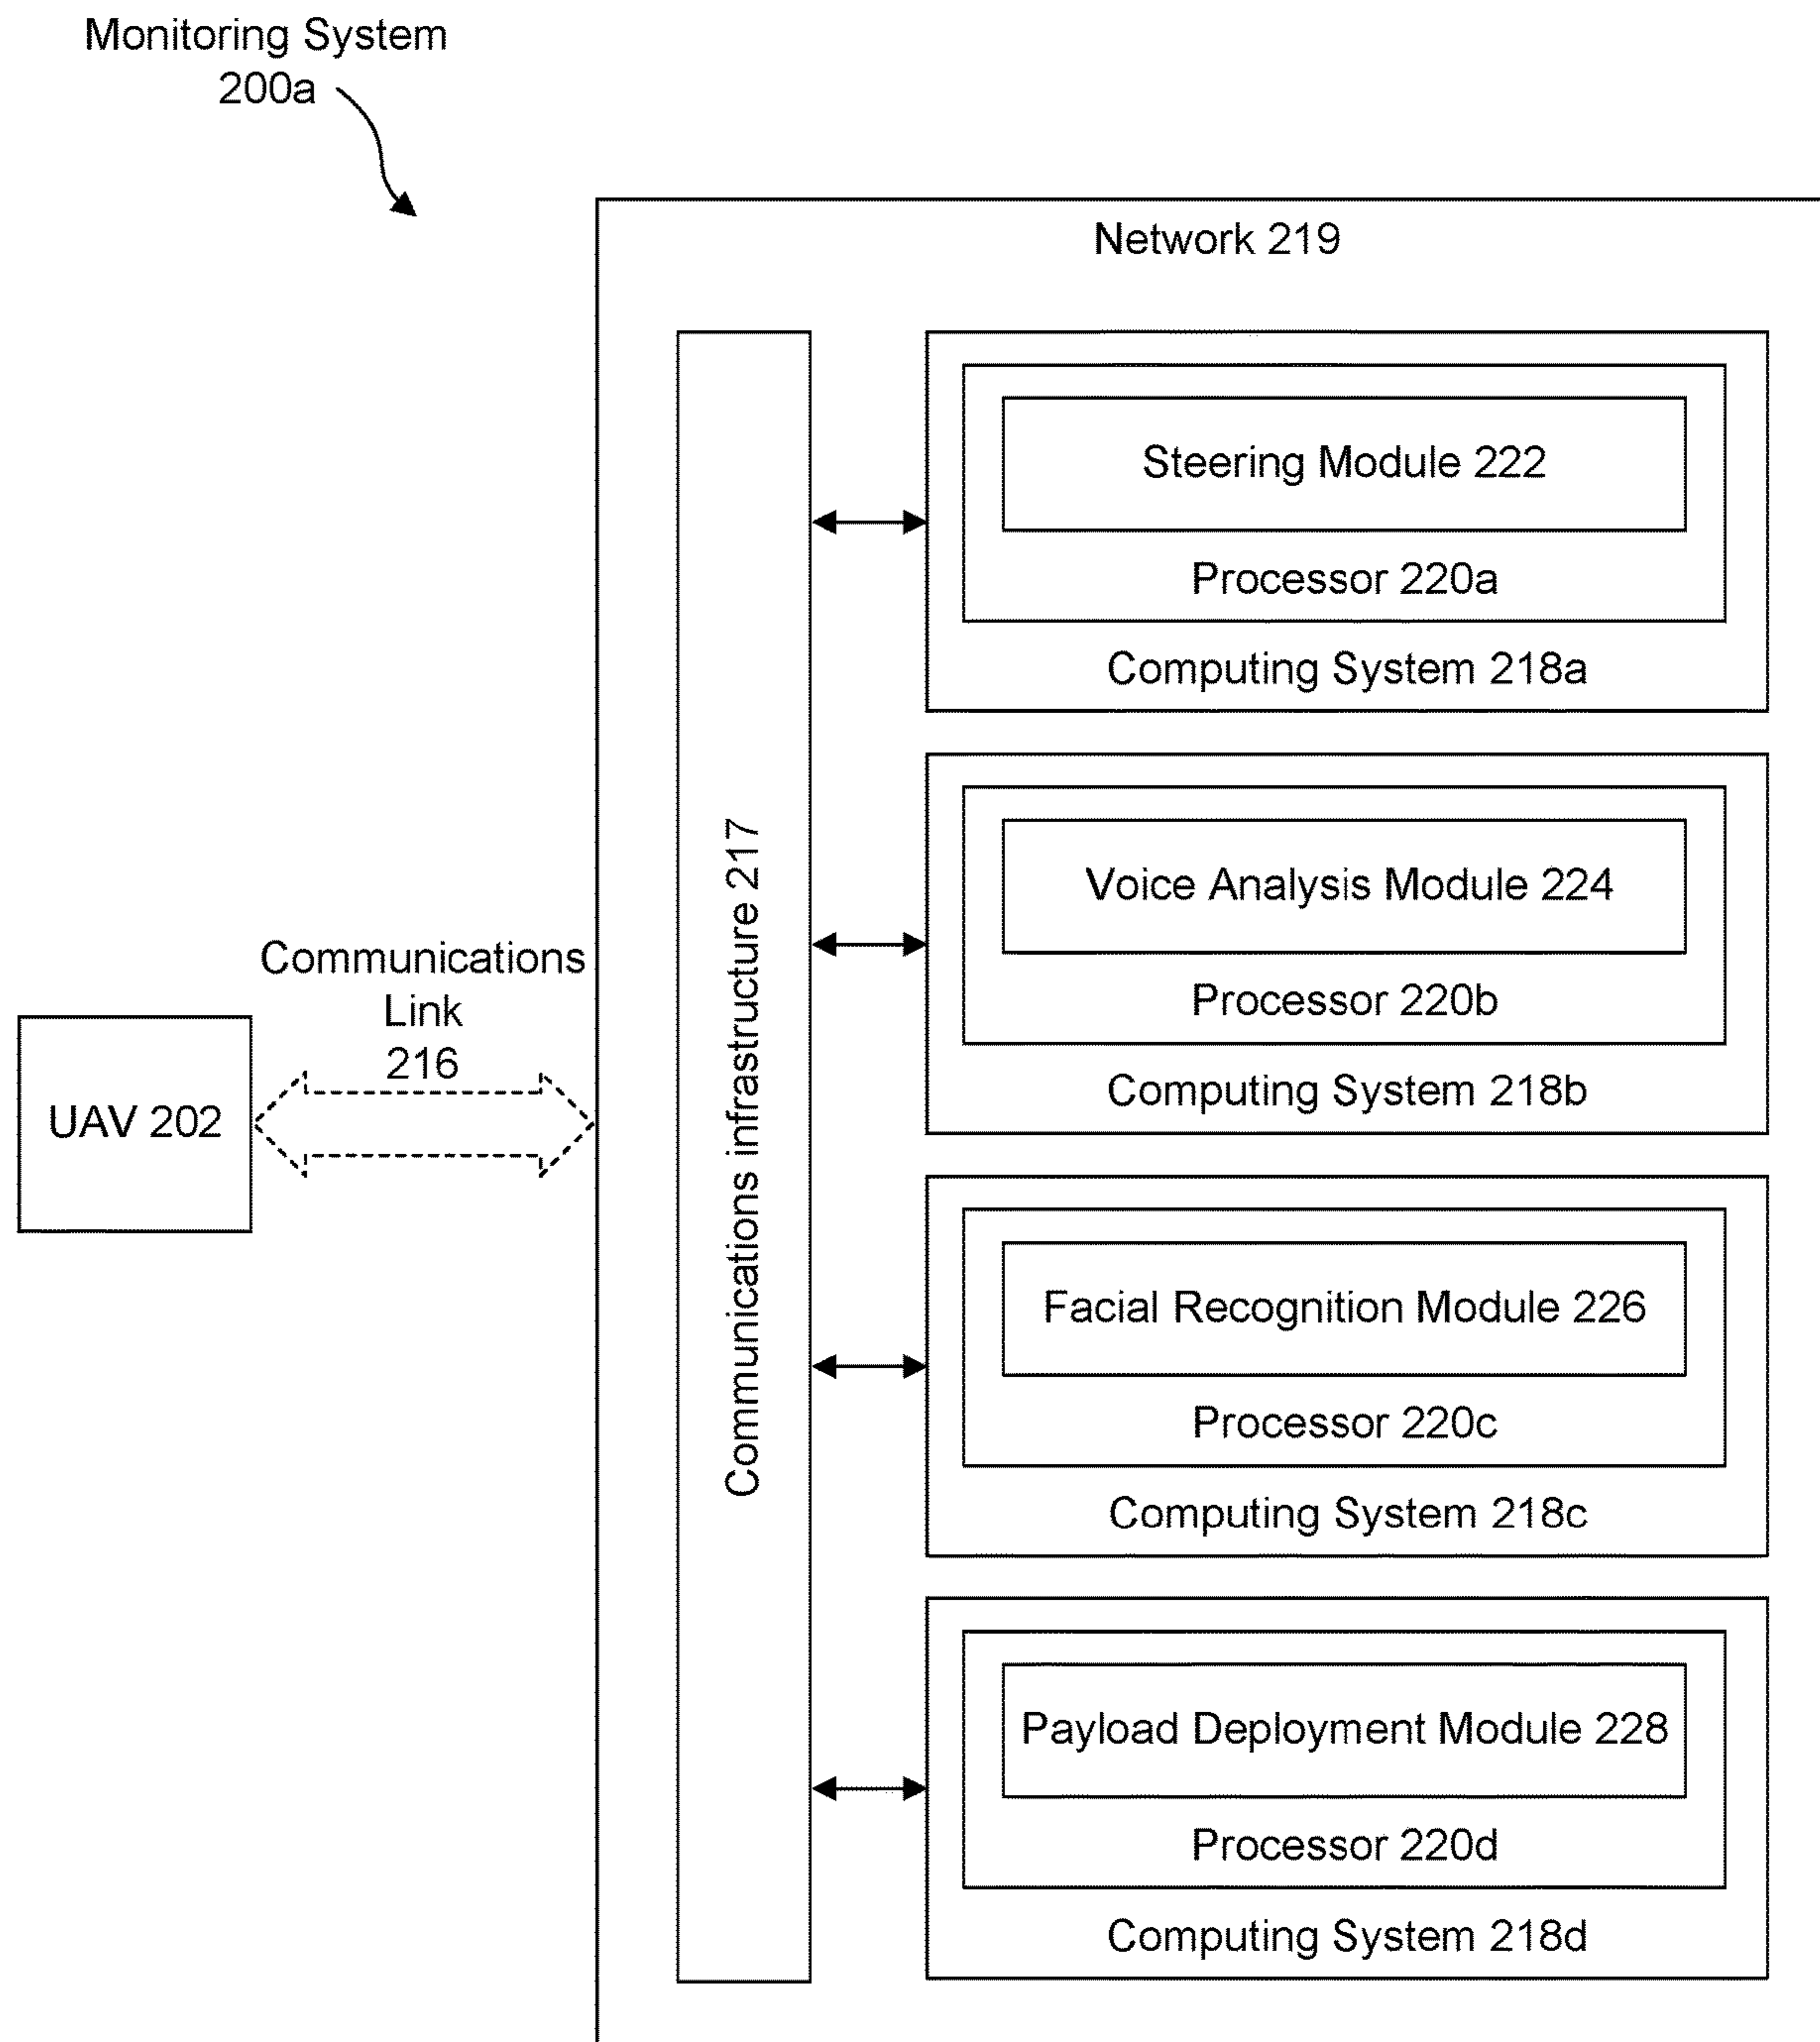 Monitoring System
200a
Network 219
Steering Module 222
Processor 220a
Computing System 218a
Voice Analysis Module 224
Processor 220b
Computing System 218b
Communications infrastructure 217
Communications
Link
216
UAV 202
Facial Recognition Module 226
Processor 220c
Computing System 218c
Payload Deployment Module 228
Processor 220d
Computing System 218d